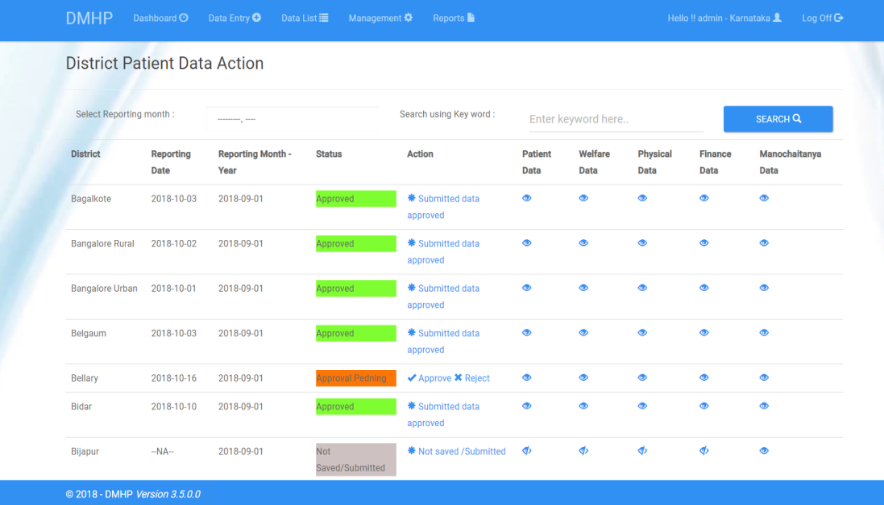 DMHP Dashboard Data Entry Data List Management Reports Hello !! admin - Karnataka Log Off
District Patient Data Action
Select Reporting month : --------, ---- Search using Key word : Enter keyword here.. SEARCH
District Reporting Date Reporting Month - Year Status Action Patient Data Welfare Data Physical Data Finance Data Manochaitanya Data
Bagalkote 2018-10-03 2018-09-01 Approved Submitted data approved
Bangalore Rural 2018-10-02 2018-09-01 Approved Submitted data approved
Bangalore Urban 2018-10-01 2018-09-01 Approved Submitted data approved
Belgaum 2018-10-03 2018-09-01 Approved Submitted data approved
Bellary 2018-10-16 2018-09-01 Approval Pedning Approve Reject
Bidar 2018-10-10 2018-09-01 Approved Submitted data approved
Bijapur --NA-- 2018-09-01 Not Saved/Submitted Not saved /Submitted
© 2018 - DMHP Version 3.5.0.0